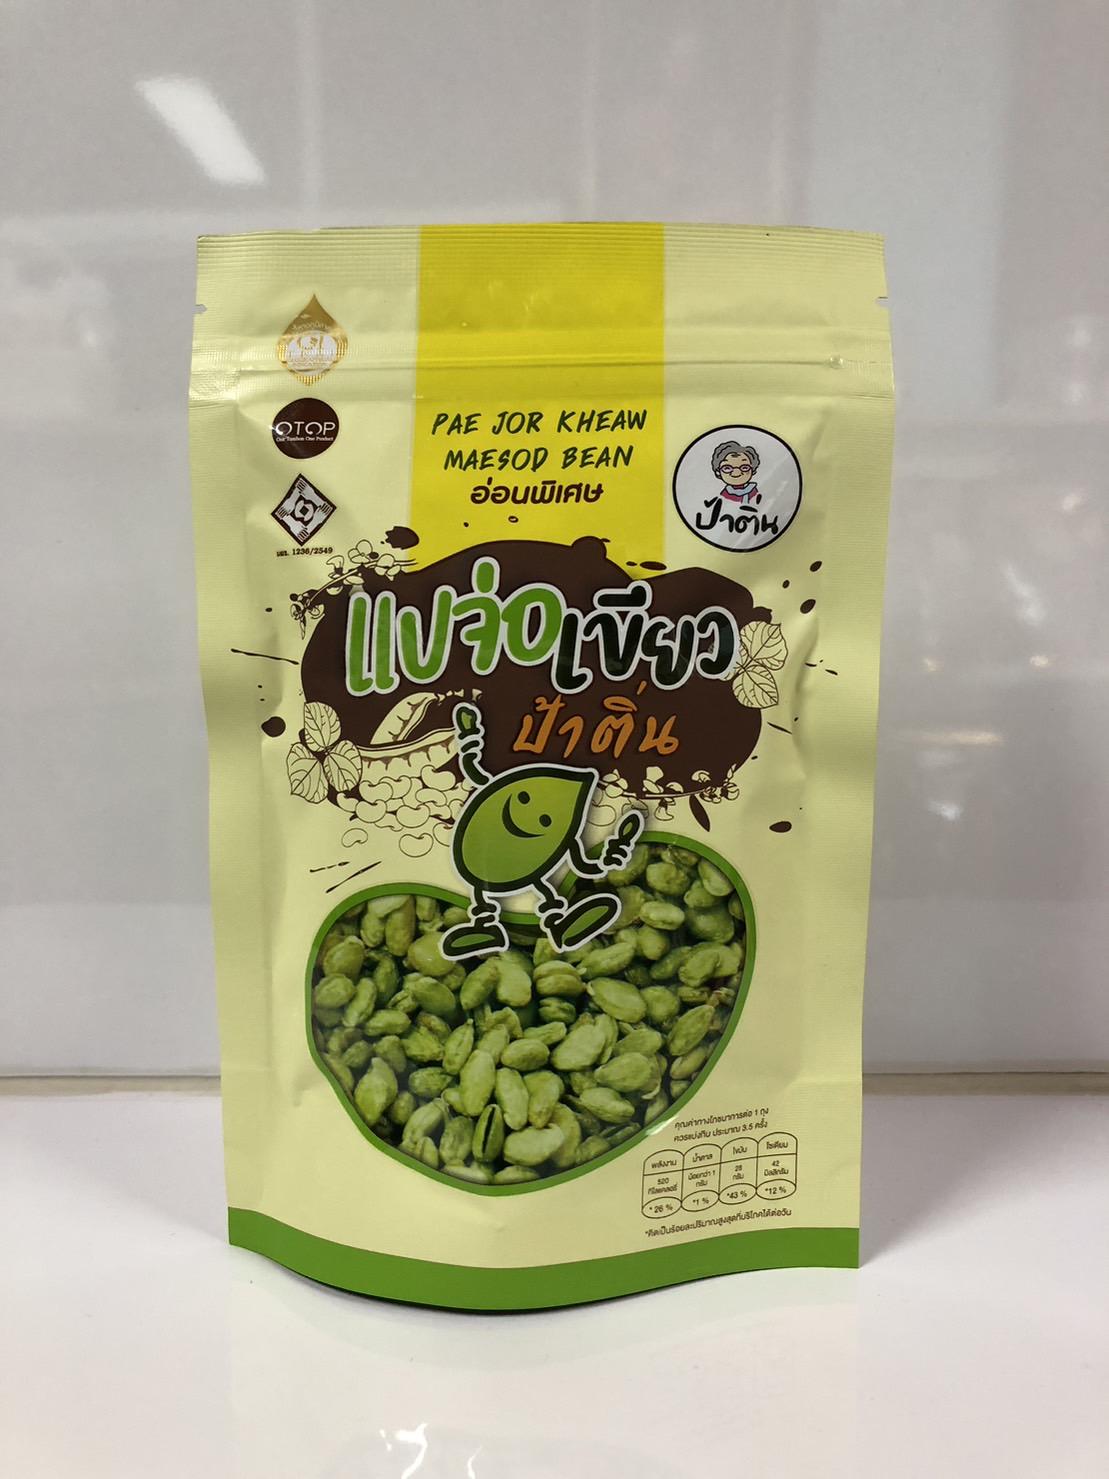 OTOP
Our Tambon One Product
มผช. 1236/2549
PAE JOR KHEAW
MAESOD BEAN
อ่อนพิเศษ
ป้าติ่น
แปจ่อเขียว
ป้าติ่น
คุณค่าทางโภชนาการต่อ 1 ถุง
ควรแบ่งกิน ประมาณ 3.5 ครั้ง
พลังงาน น้ำตาล ไขมัน โซเดียม
520 น้อยกว่า 1 28 42
กิโลแคลอรี่ กรัม กรัม มิลลิกรัม
*26 % *1 % *43 % *12 %
*คิดเป็นร้อยละปริมาณสูงสุดที่บริโภคได้ต่อวัน